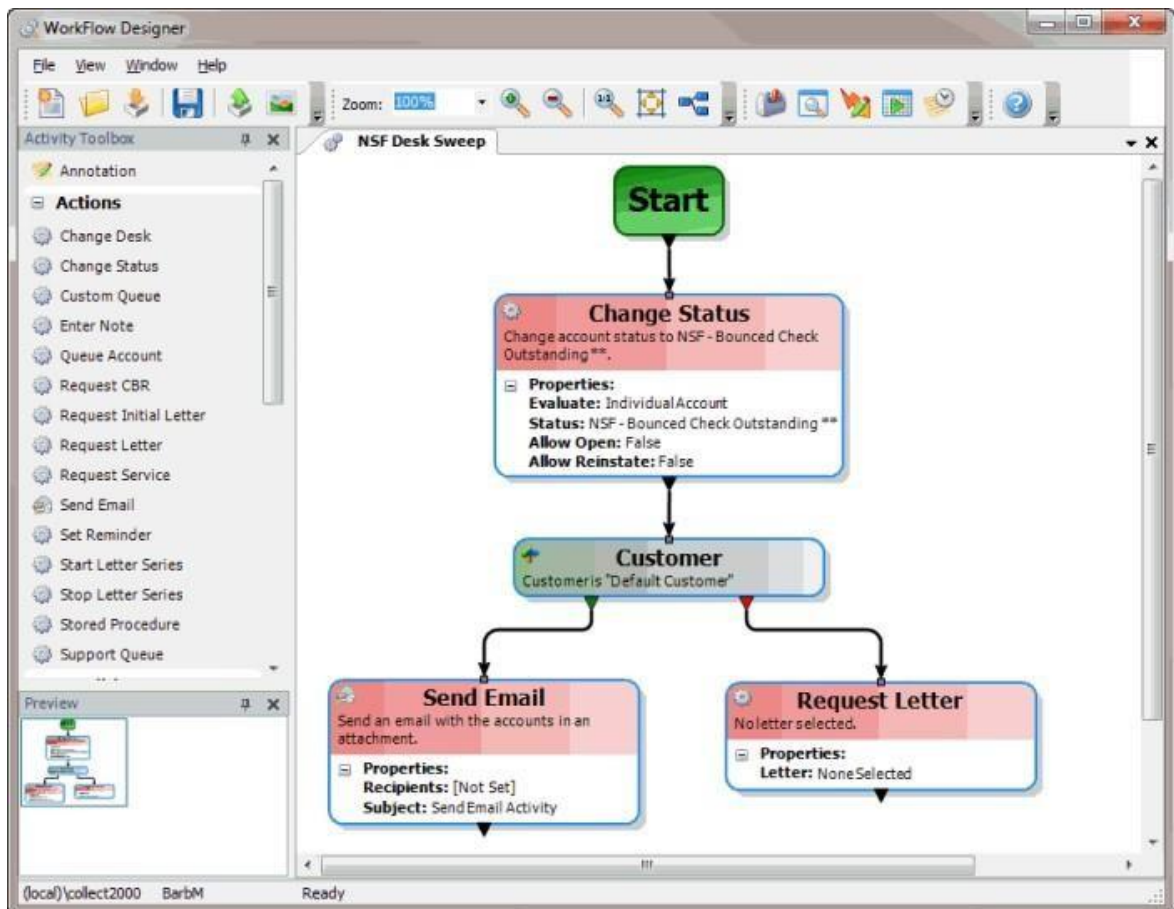 WorkFlow Designer
File View Window Help
Zoom: 100%
Activity Toolbox
NSF Desk Sweep
Annotation
Actions
Change Desk
Change Status
Custom Queue
Enter Note
Queue Account
Request CBR
Request Initial Letter
Request Letter
Request Service
Send Email
Set Reminder
Start Letter Series
Stop Letter Series
Stored Procedure
Support Queue
Start
Change Status
Change account status to NSF - Bounced Check
Outstanding **.
Properties:
Evaluate: Individual Account
Status: NSF - Bounced Check Outstanding **
Allow Open: False
Allow Reinstate: False
Customer
Customer is "Default Customer"
Send Email
Send an email with the accounts in an
attachment.
Properties:
Recipients: [Not Set]
Subject: Send Email Activity
Request Letter
No letter selected.
Properties:
Letter: None Selected
Preview
(local)\collect2000 BarbM Ready